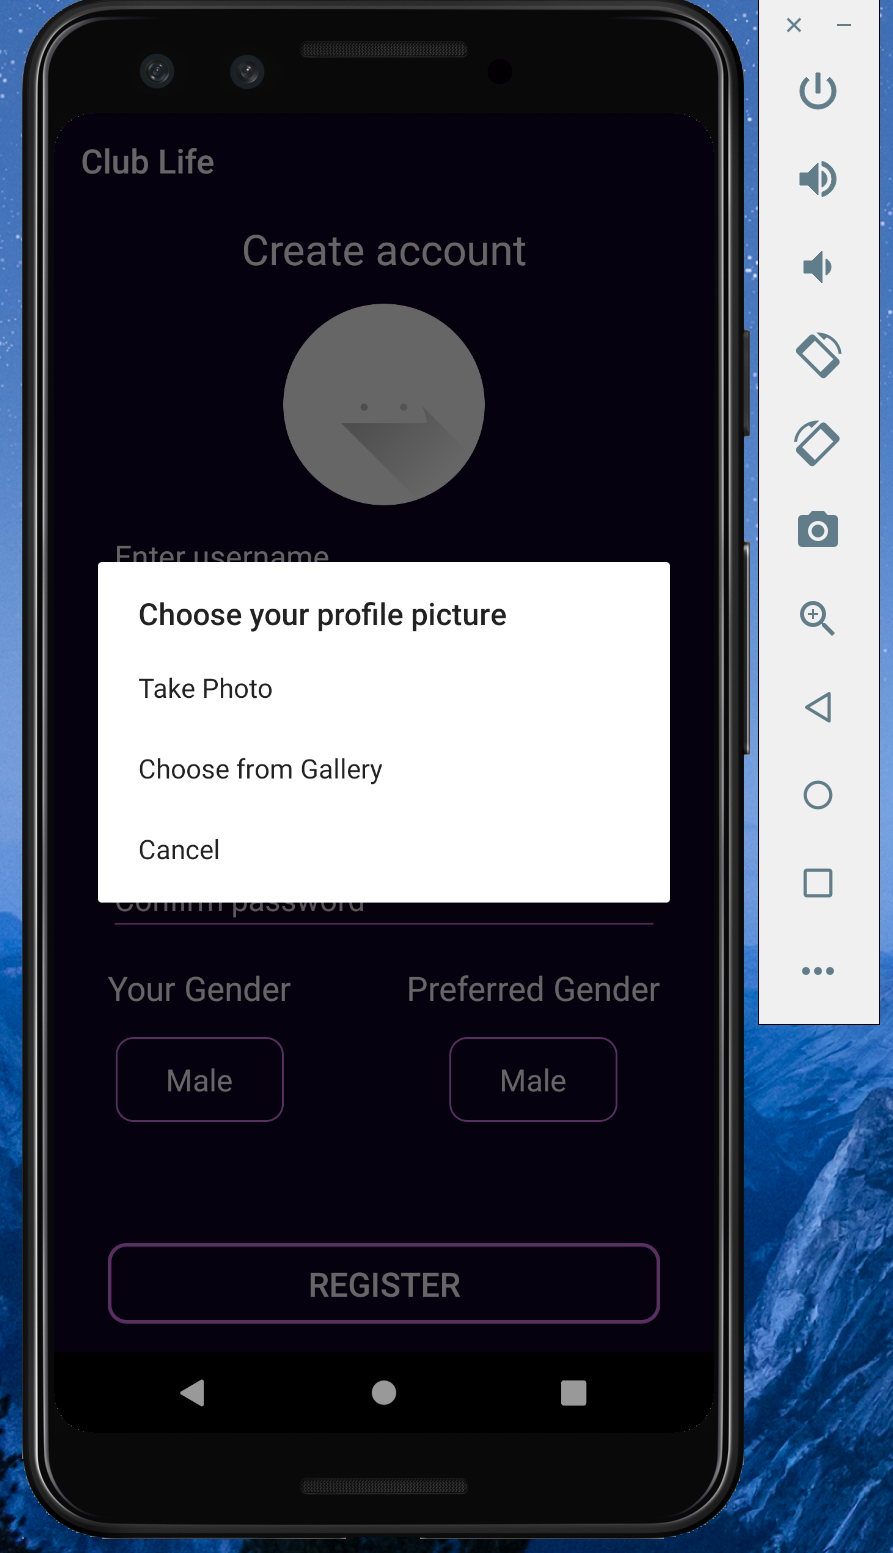 Club Life
Create account
Enter username
Choose your profile picture
Take Photo
Choose from Gallery
Cancel
Confirm password
Your Gender Preferred Gender
Male Male
REGISTER